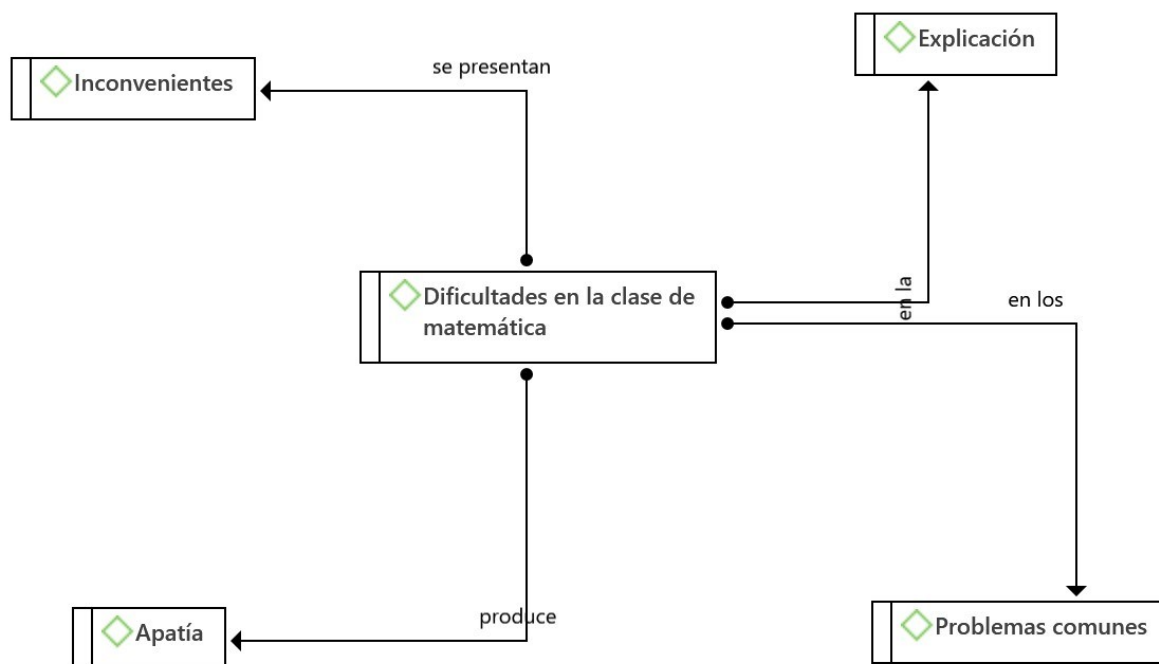 Explicación
se presentan
Inconvenientes
Dificultades en la clase de
matemática
en la
en los
produce
Apatía
Problemas comunes